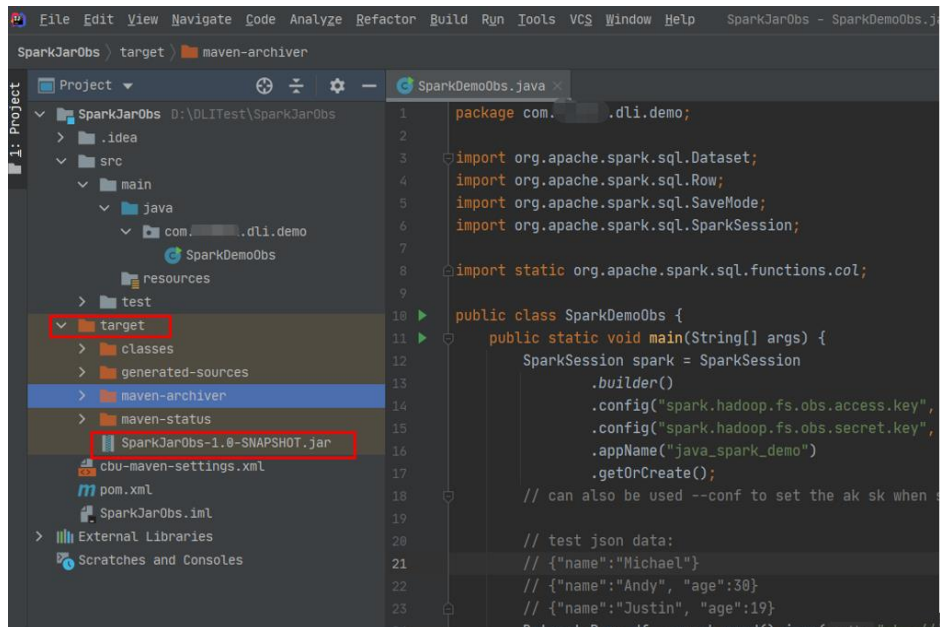 File Edit View Navigate Code Analyze Refactor Build Run Tools VCS Window Help SparkJarObs - SparkDemoObs.ja
SparkJarObs target maven-archiver
1: Project
Project
SparkJarObs D:\DLITest\SparkJarObs
.idea
src
main
java
com. .dli.demo
SparkDemoObs
resources
test
target
classes
generated-sources
maven-archiver
maven-status
SparkJarObs-1.0-SNAPSHOT.jar
cbu-maven-settings.xml
pom.xml
SparkJarObs.iml
External Libraries
Scratches and Consoles
SparkDemoObs.java
1 package com. .dli.demo;
2
3 import org.apache.spark.sql.Dataset;
4 import org.apache.spark.sql.Row;
5 import org.apache.spark.sql.SaveMode;
6 import org.apache.spark.sql.SparkSession;
7
8 import static org.apache.spark.sql.functions.col;
9
10 public class SparkDemoObs {
11 public static void main(String[] args) {
12 SparkSession spark = SparkSession
13 .builder()
14 .config("spark.hadoop.fs.obs.access.key",
15 .config("spark.hadoop.fs.obs.secret.key",
16 .appName("java_spark_demo")
17 .getOrCreate();
18 // can also be used --conf to set the ak sk when
19
20 // test json data:
21 // {"name":"Michael"}
22 // {"name":"Andy", "age":30}
23 // {"name":"Justin", "age":19}